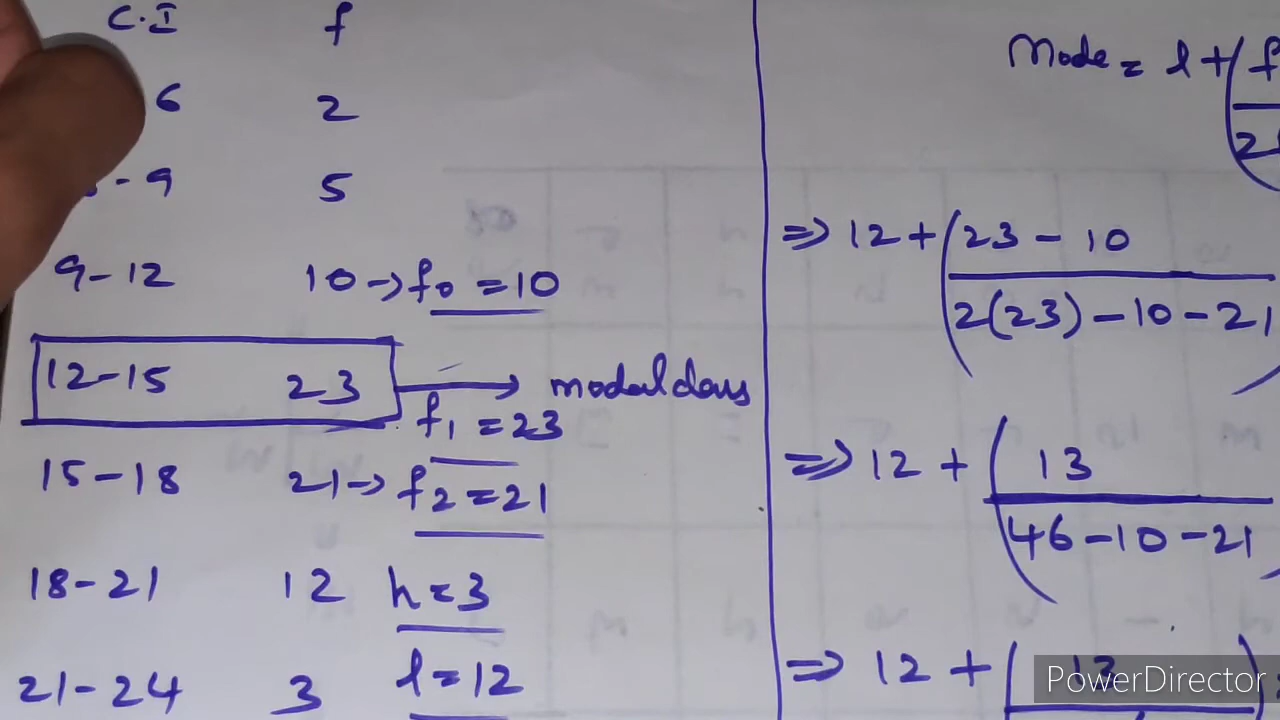 C.I f
6 2
- 9 5
9-12 10 → f₀ = 10
12-15 23 → modal class
f₁ = 23
15-18 21 → f₂ = 21
18-21 12 h = 3
21-24 3 l = 12
Mode = l + (f
2
⇒ 12 + (23 - 10
2(23) - 10 - 21
⇒ 12 + ( 13
46 - 10 - 21
⇒ 12 + ( 13 )
PowerDirector